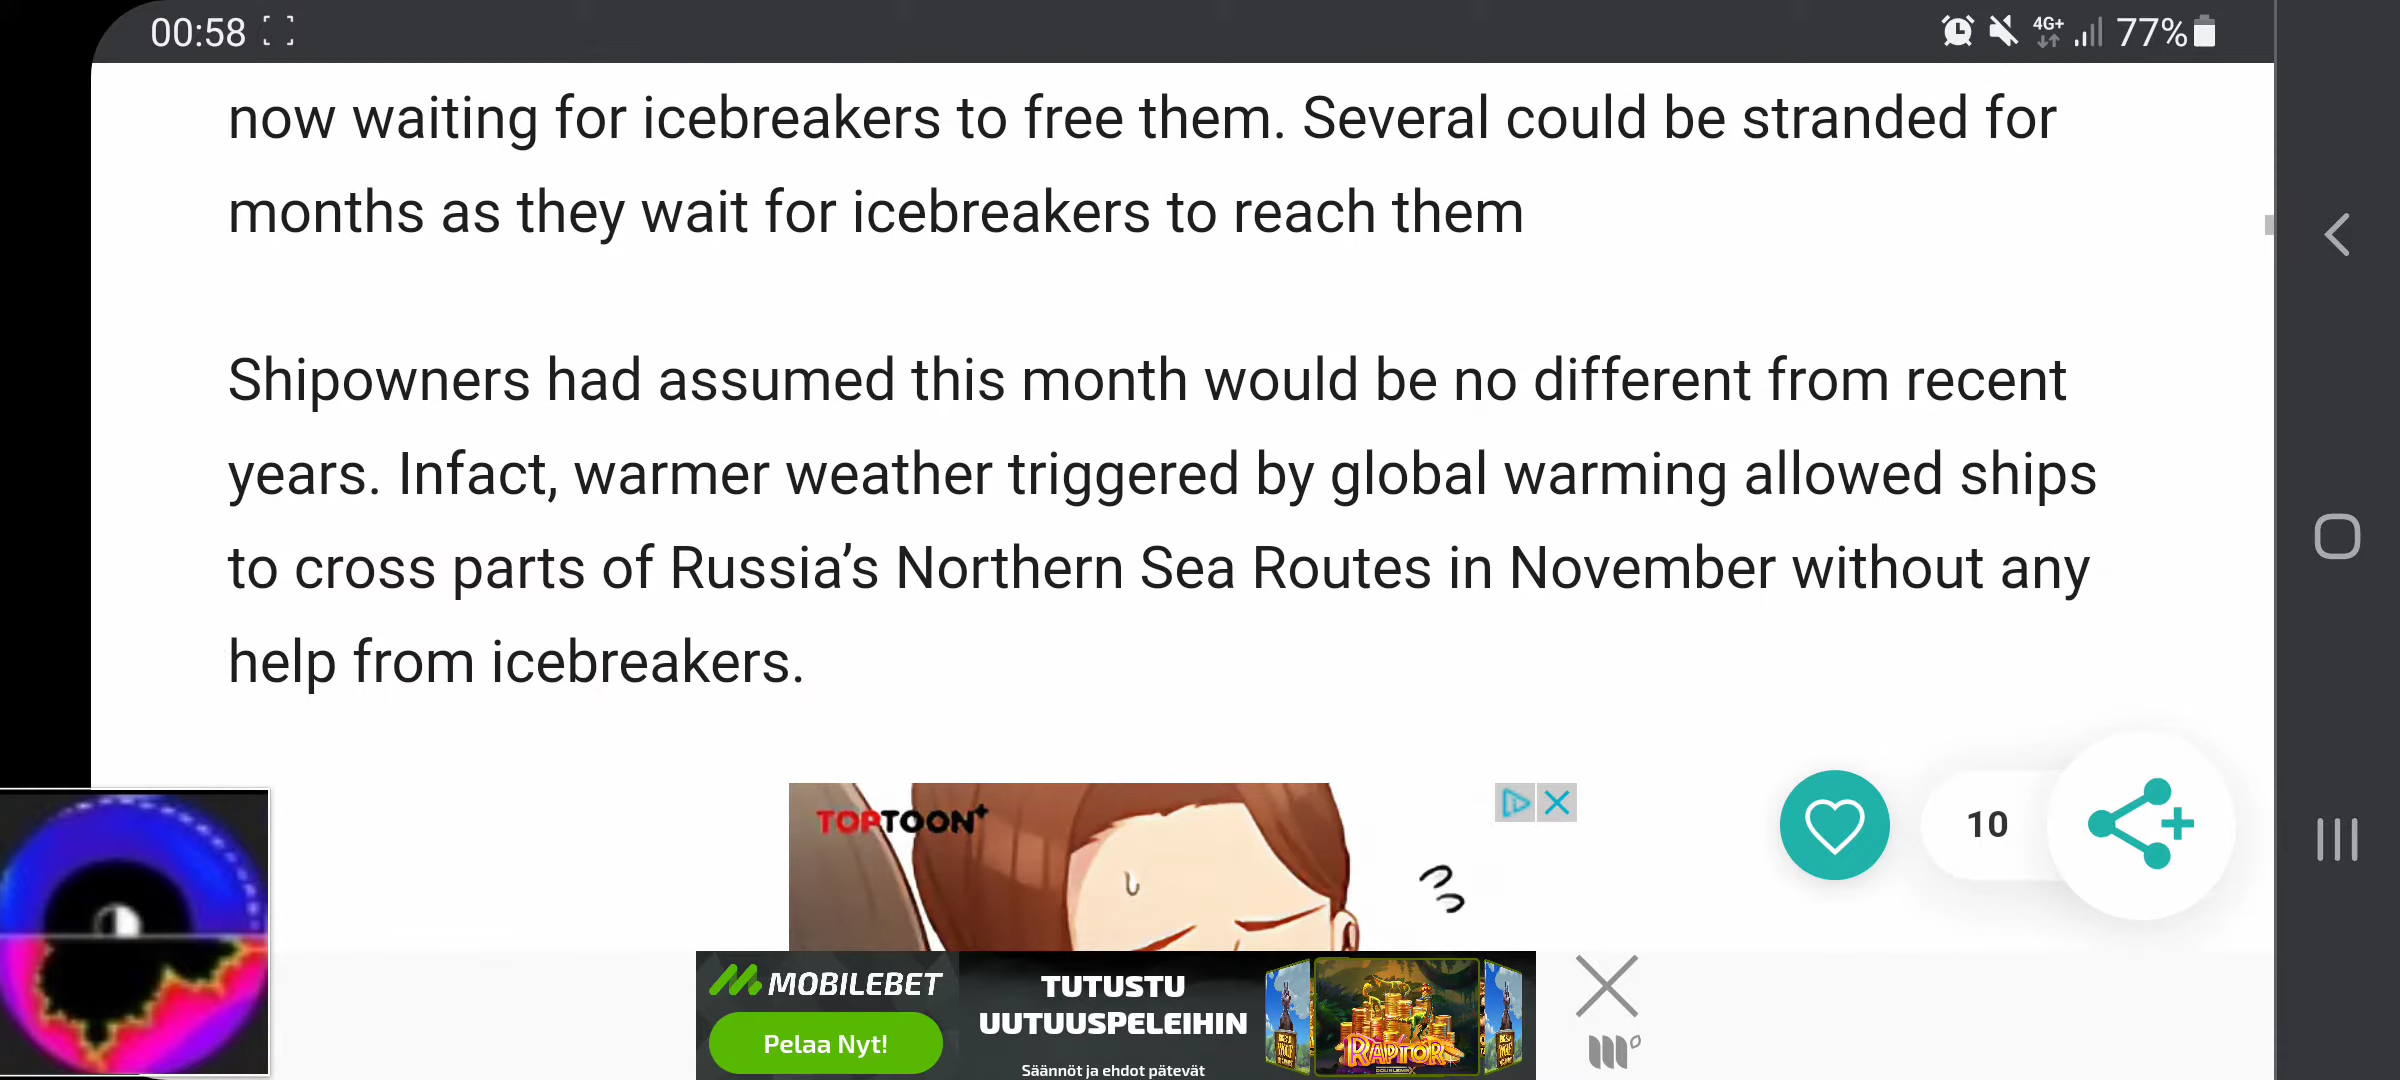 00:58
4G+
77%
now waiting for icebreakers to free them. Several could be stranded for
months as they wait for icebreakers to reach them
Shipowners had assumed this month would be no different from recent
years. Infact, warmer weather triggered by global warming allowed ships
to cross parts of Russia’s Northern Sea Routes in November without any
help from icebreakers.
10
TOPTOON+
MOBILEBET
Pelaa Nyt!
TUTUSTU
UUTUUSPELEIHIN
Säännöt ja ehdot pätevät
RAPTOR